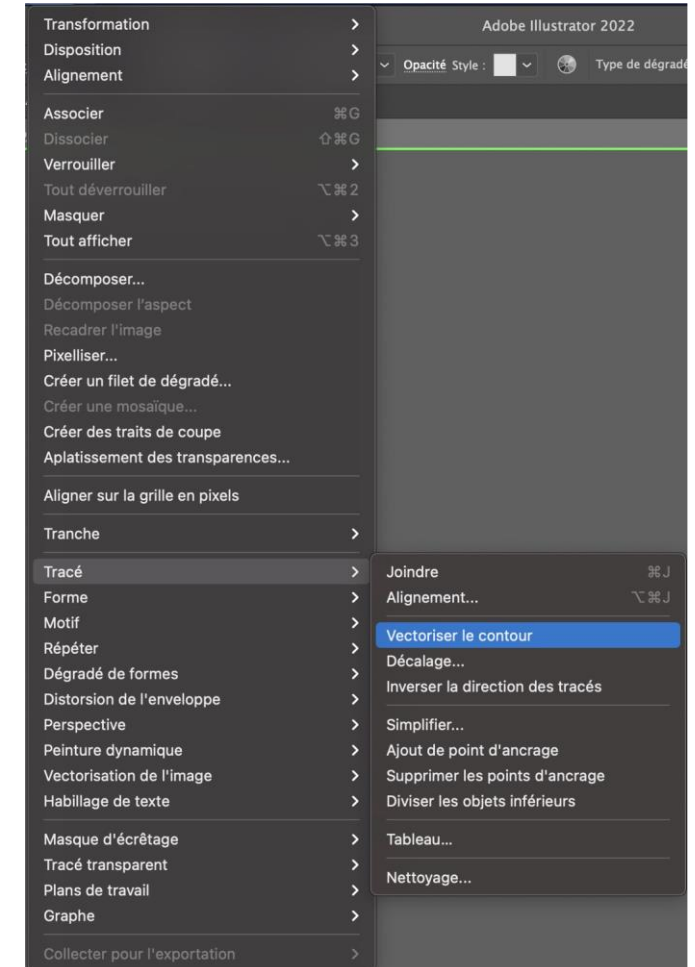 Adobe Illustrator 2022
Opacité Style :
Type de dégradé
Transformation
Disposition
Alignement
Associer ⌘G
Dissocier ⇧⌘G
Verrouiller
Tout déverrouiller ⌥⌘2
Masquer
Tout afficher ⌥⌘3
Décomposer...
Décomposer l'aspect
Recadrer l'image
Pixelliser...
Créer un filet de dégradé...
Créer une mosaïque...
Créer des traits de coupe
Aplatissement des transparences...
Aligner sur la grille en pixels
Tranche
Tracé
Forme
Motif
Répéter
Dégradé de formes
Distorsion de l'enveloppe
Perspective
Peinture dynamique
Vectorisation de l'image
Habillage de texte
Masque d'écrêtage
Tracé transparent
Plans de travail
Graphe
Collecter pour l'exportation
Joindre ⌘J
Alignement... ⌥⌘J
Vectoriser le contour
Décalage...
Inverser la direction des tracés
Simplifier...
Ajout de point d'ancrage
Supprimer les points d'ancrage
Diviser les objets inférieurs
Tableau...
Nettoyage...